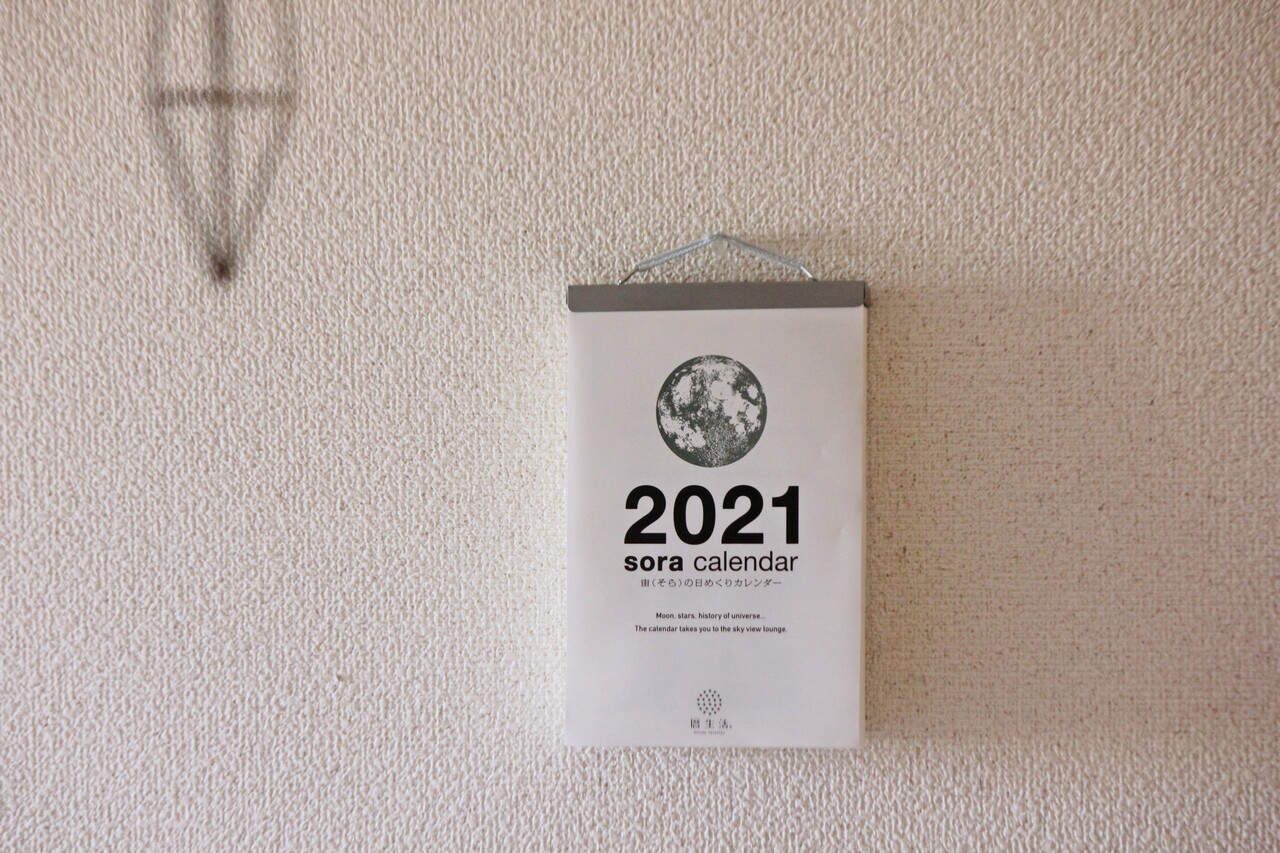 2021
sora calendar
宙(そら)の日めくりカレンダー
Moon, stars, history of universe...
The calendar takes you to the sky view lounge.
暦生活。